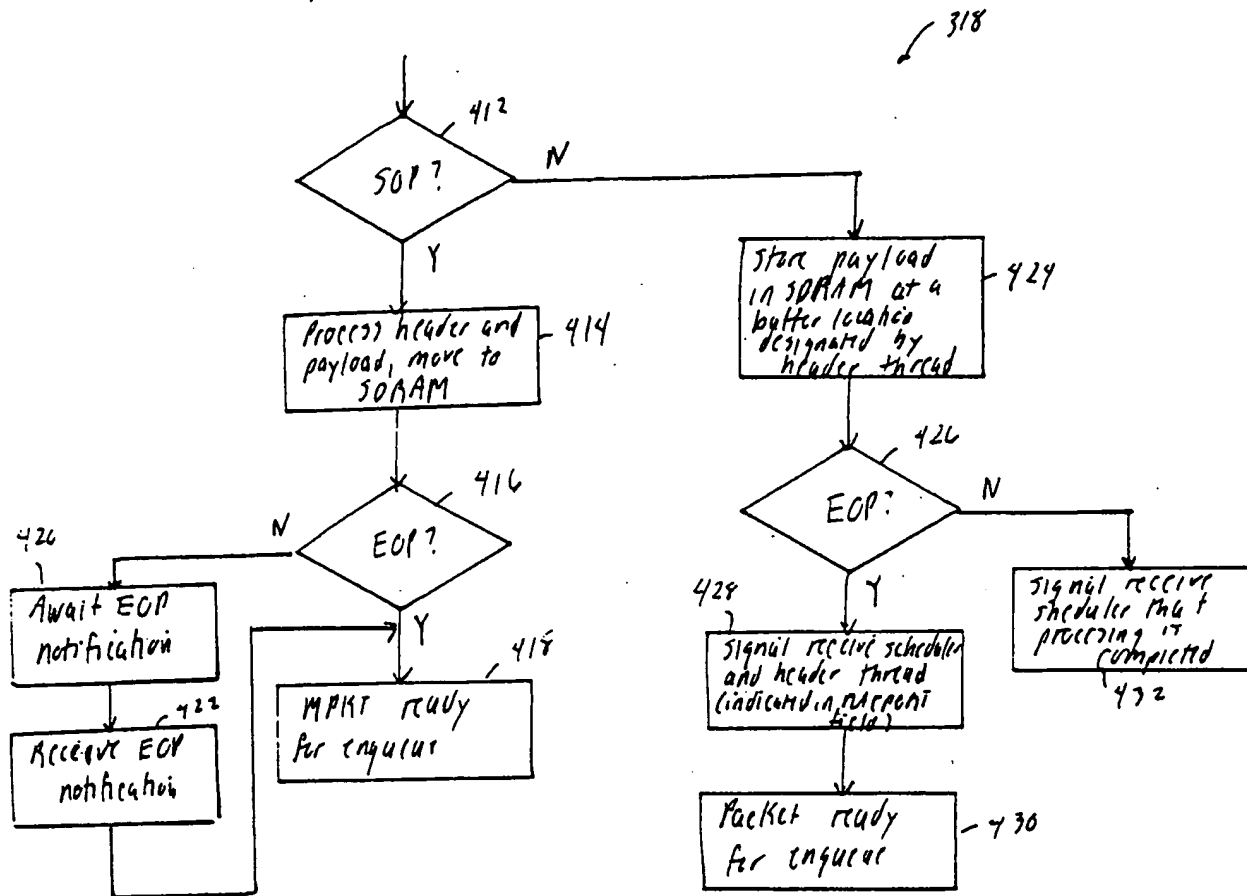 318
412
SOP?
N
Y
Process header and
payload, move to
SDRAM
414
Store payload
in SDRAM at a
buffer location
designated by
header thread
424
416
EOP?
N
Y
426
EOP?
N
Y
420
Await EOP
notification
422
Receive EOP
notification
418
MPKT ready
for enqueue
428
Signal receive scheduler
and header thread
(indicated in
field)
Signal receive
sheduler that
processing is
completed
432
Packet ready
for enqueue
430